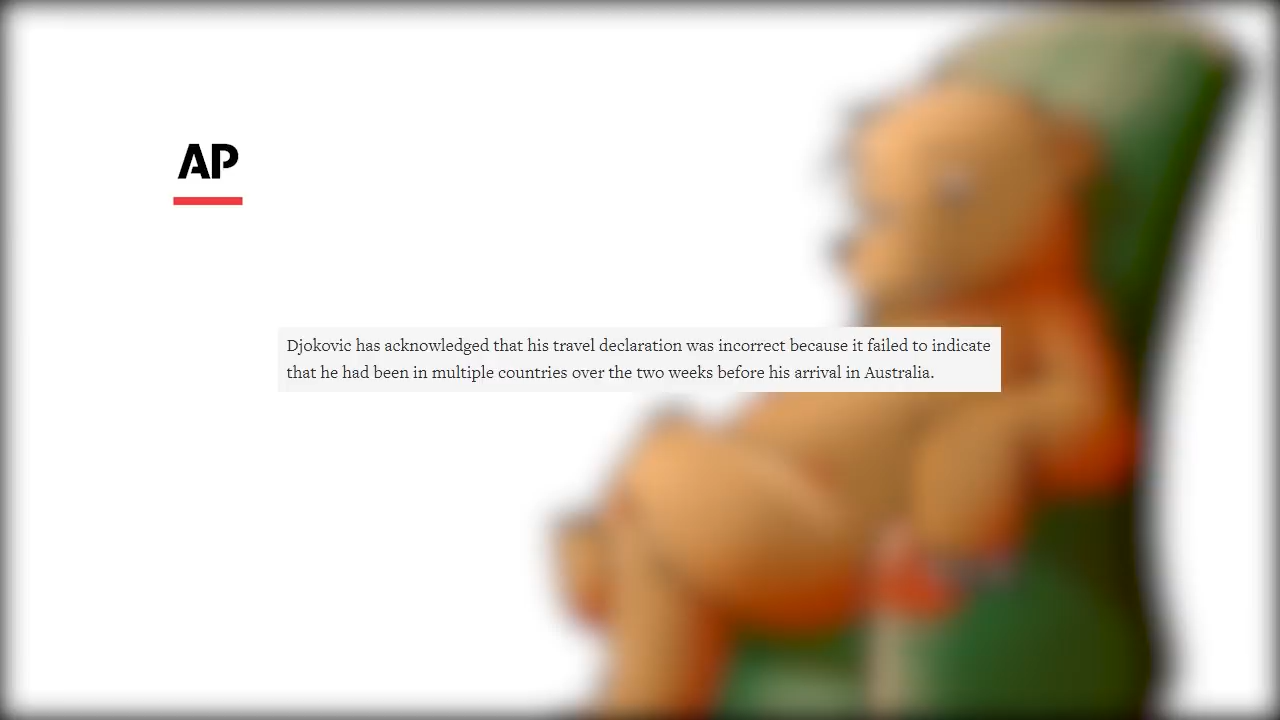 AP
Djokovic has acknowledged that his travel declaration was incorrect because it failed to indicate
that he had been in multiple countries over the two weeks before his arrival in Australia.